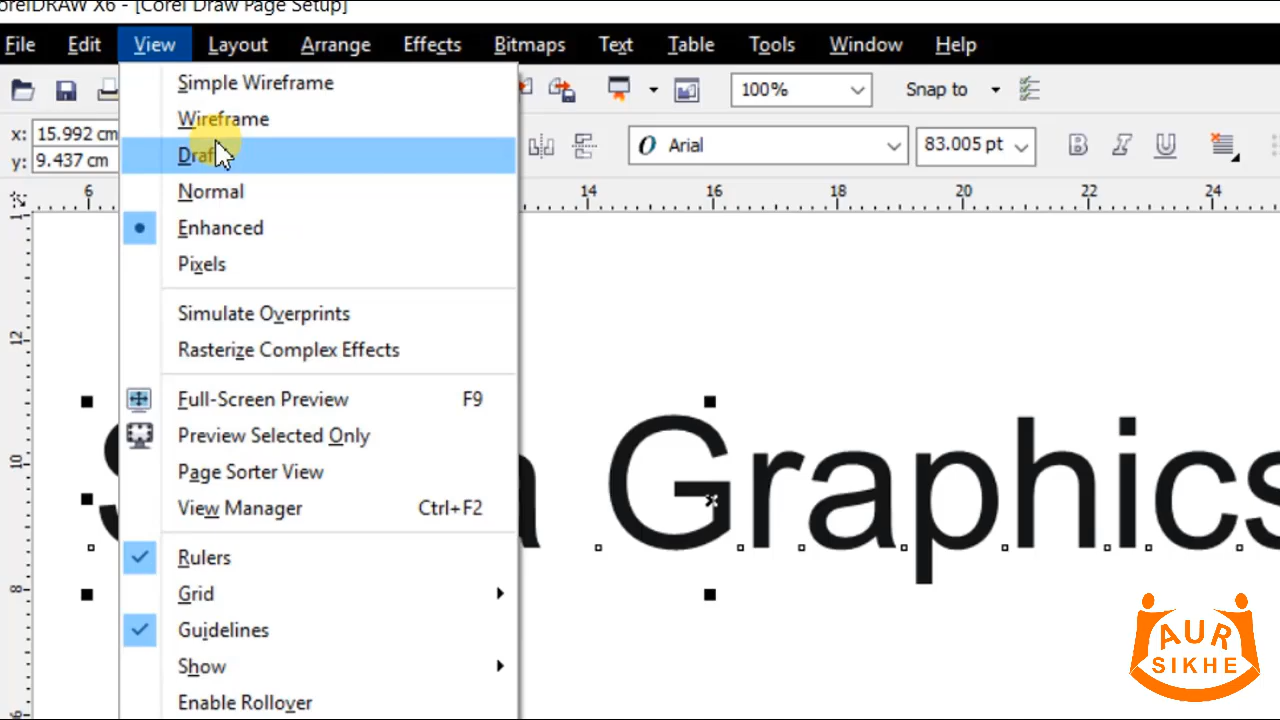 CorelDRAW X6 - [Corel Draw Page Setup]
File Edit View Layout Arrange Effects Bitmaps Text Table Tools Window Help
100% Snap to
x: 15.992 cm
y: 9.437 cm
Arial 83.005 pt
6 14 16 18 20 22 24
Simple Wireframe
Wireframe
Draft
Normal
Enhanced
Pixels
Simulate Overprints
Rasterize Complex Effects
Full-Screen Preview F9
Preview Selected Only
Page Sorter View
View Manager Ctrl+F2
Rulers
Grid
Guidelines
Show
Enable Rollover
12
10
8
6
Graphics
AUR
SIKHE